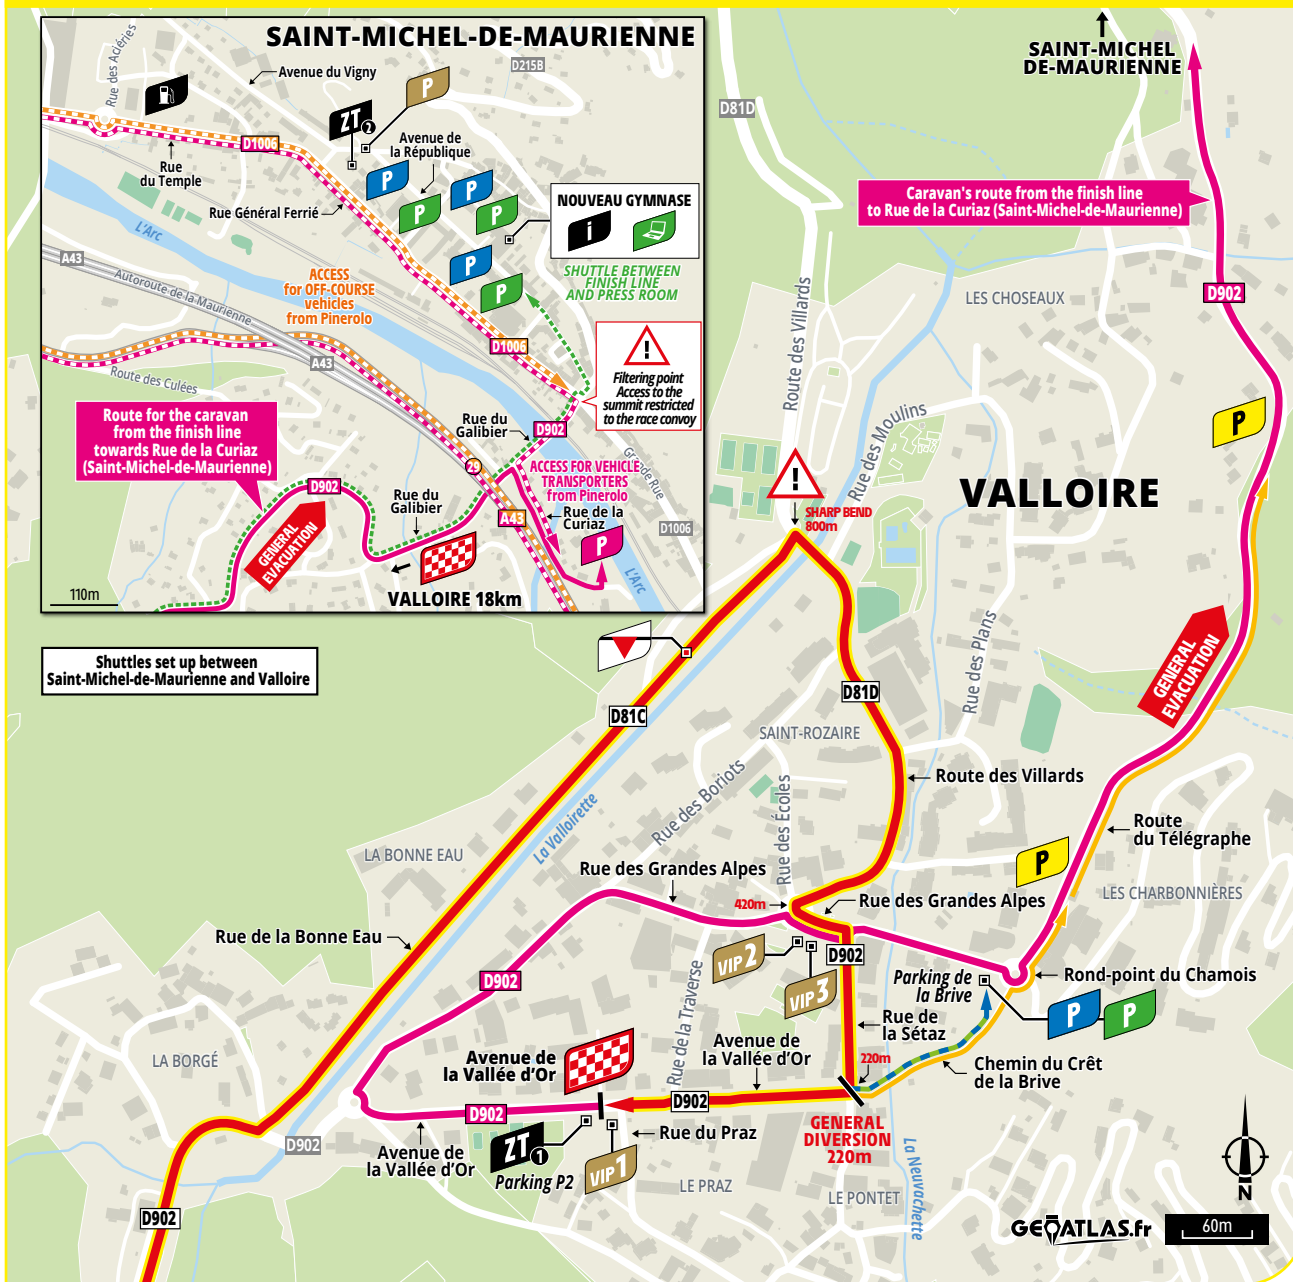 SAINT-MICHEL-DE-MAURIENNE
Rue des Aciéries
Avenue du Vigny
D215B
P
ZT 2
D1006
Avenue de
la République
Rue
du Temple
P
P
P
P
Rue Général Ferrié
NOUVEAU GYMNASE
i
L'Arc
A43
Autoroute de la Maurienne
ACCESS
for OFF-COURSE
vehicles
from Pinerolo
P
P
SHUTTLE BETWEEN
FINISH LINE
AND PRESS ROOM
D1006
A43
Route des Culées
!
Filtering point
Access to the
summit restricted
to the race convoy
Route for the caravan
from the finish line
towards Rue de la Curiaz
(Saint-Michel-de-Maurienne)
Rue du
Galibier
D902
Grande Rue
29
ACCESS FOR VEHICLE
TRANSPORTERS
from Pinerolo
D902
Rue du
Galibier
A43
Rue de la
Curiaz
D1006
P
GENERAL
EVACUATION
L'Arc
VALLOIRE 18km
110m
Shuttles set up between
Saint-Michel-de-Maurienne and Valloire
SAINT-MICHEL
DE-MAURIENNE
D81D
Caravan's route from the finish line
to Rue de la Curiaz (Saint-Michel-de-Maurienne)
D902
LES CHOSEAUX
Route des Villards
Rue des Moulins
P
VALLOIRE
!
SHARP BEND
800m
Rue des Plans
GENERAL
EVACUATION
D81C
D81D
SAINT-ROZAIRE
Route des Villards
Rue des Boriots
Rue des Écoles
La Valloirette
Route
du Télégraphe
LA BONNE EAU
P
LES CHARBONNIÈRES
Rue des Grandes Alpes
420m
Rue des Grandes Alpes
Rue de la Bonne Eau
VIP 2
D902
VIP 3
D902
Parking de
la Brive
Rond-point du Chamois
P
P
Rue de la Traverse
Rue de
la Sétaz
Avenue de
la Vallée d'Or
220m
Chemin du Crêt
de la Brive
LA BORGÉ
Avenue de
la Vallée d'Or
D902
D902
GENERAL
DIVERSION
220m
Rue du Praz
D902
ZT 1
Parking P2
VIP 1
Avenue de
la Vallée d'Or
LE PRAZ
LE PONTET
La Neuvachette
D902
N
GEOATLAS.fr
60m